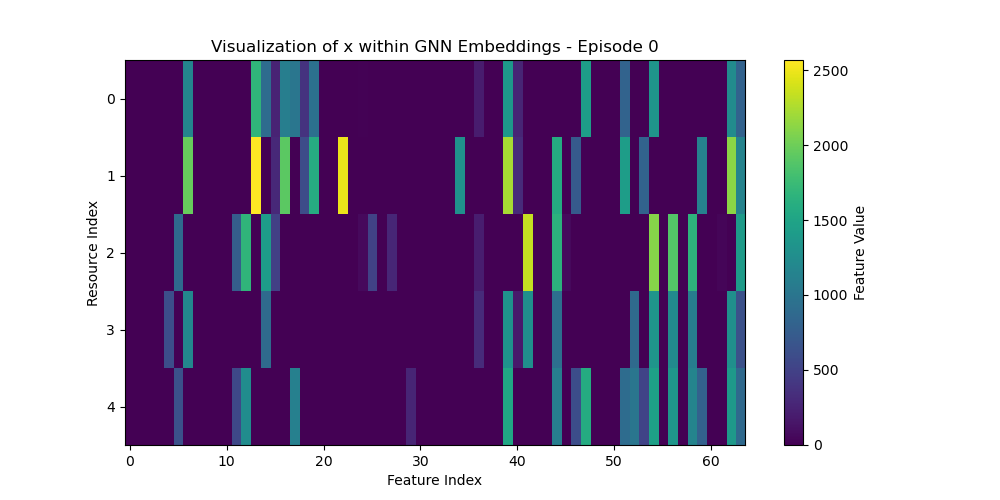 Visualization of x within GNN Embeddings - Episode 0
Resource Index
0
1
2
3
4
0 10 20 30 40 50 60
Feature Index
2500
2000
1500
1000
500
0
Feature Value